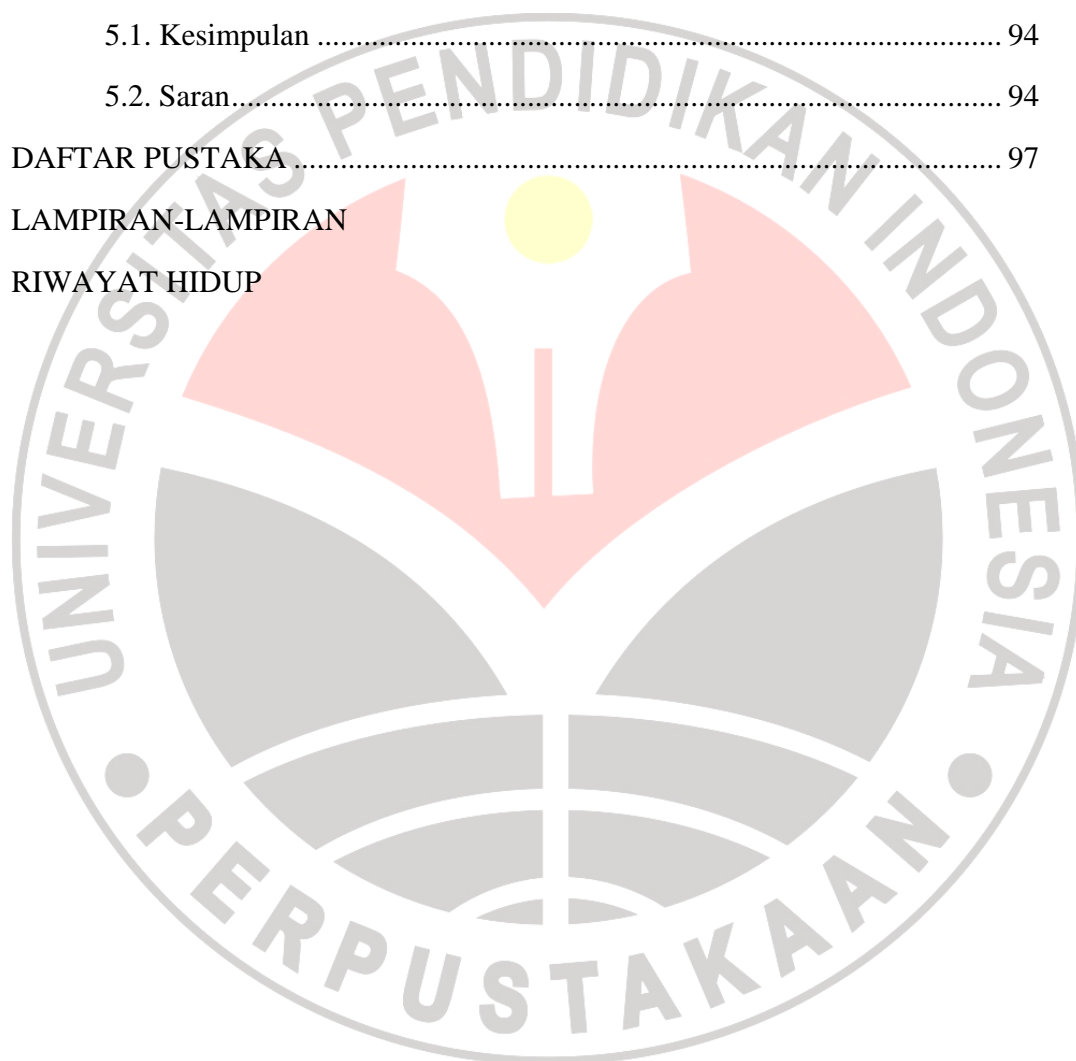 5.1. Kesimpulan ......................................................................................... 94
5.2. Saran.................................................................................................... 94
DAFTAR PUSTAKA ............................................................................................ 97
LAMPIRAN-LAMPIRAN
RIWAYAT HIDUP
UNIVERSITAS PENDIDIKAN INDONESIA
PERPUSTAKAAN